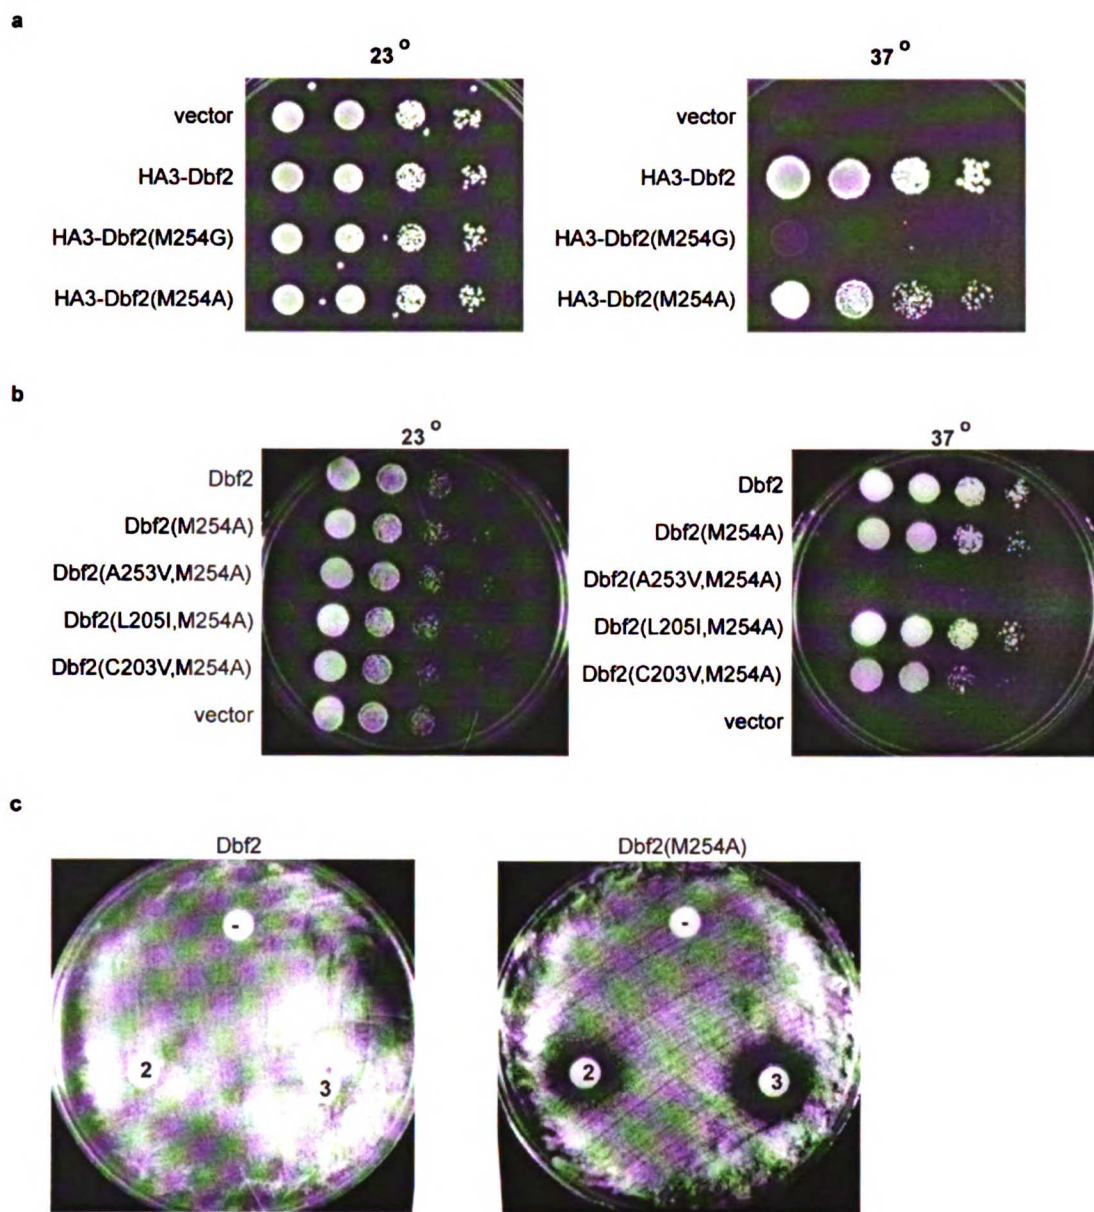 a
23 °
37 °
vector
HA3-Dbf2
HA3-Dbf2(M254G)
HA3-Dbf2(M254A)
vector
HA3-Dbf2
HA3-Dbf2(M254G)
HA3-Dbf2(M254A)
b
23 °
37 °
Dbf2
Dbf2(M254A)
Dbf2(A253V,M254A)
Dbf2(L205I,M254A)
Dbf2(C203V,M254A)
vector
Dbf2
Dbf2(M254A)
Dbf2(A253V,M254A)
Dbf2(L205I,M254A)
Dbf2(C203V,M254A)
vector
c
Dbf2
Dbf2(M254A)
-
2
3
-
2
3